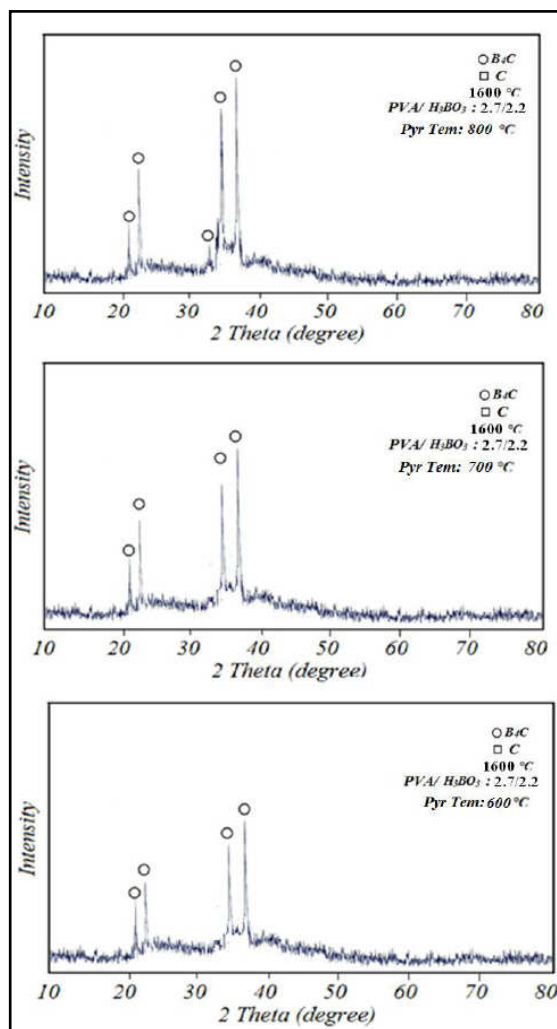 B₄C
C
1600 °C
PVA/ H₃BO₃ : 2.7/2.2
Pyr Tem: 800 °C
Intensity
10 20 30 40 50 60 70 80
2 Theta (degree)
B₄C
C
1600 °C
PVA/ H₃BO₃ : 2.7/2.2
Pyr Tem: 700 °C
Intensity
10 20 30 40 50 60 70 80
2 Theta (degree)
B₄C
C
1600 °C
PVA/ H₃BO₃ : 2.7/2.2
Pyr Tem: 600°C
Intensity
10 20 30 40 50 60 70 80
2 Theta (degree)